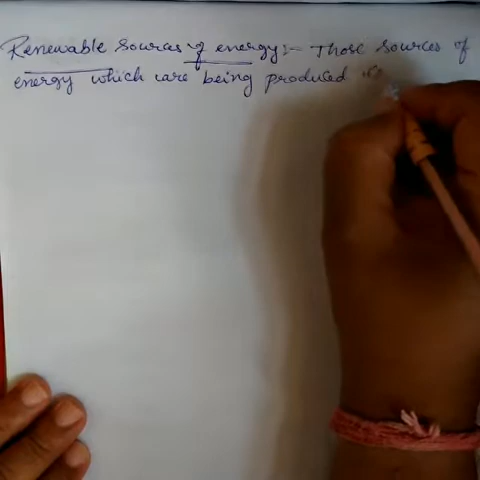 Renewable Sources of energy:- Those Sources of
energy which are being produced